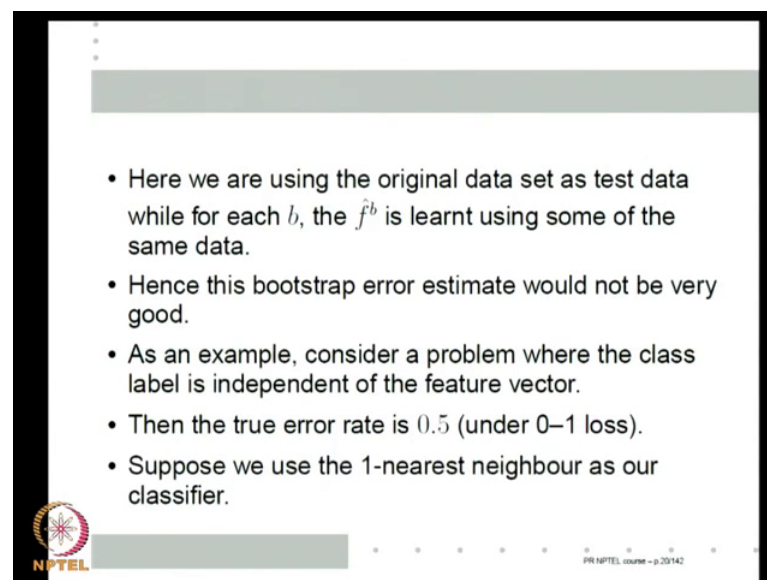 • Here we are using the original data set as test data
while for each b, the f̂ᵇ is learnt using some of the
same data.
• Hence this bootstrap error estimate would not be very
good.
• As an example, consider a problem where the class
label is independent of the feature vector.
• Then the true error rate is 0.5 (under 0–1 loss).
• Suppose we use the 1-nearest neighbour as our
classifier.
NPTEL
PR NPTEL course – p.20/142